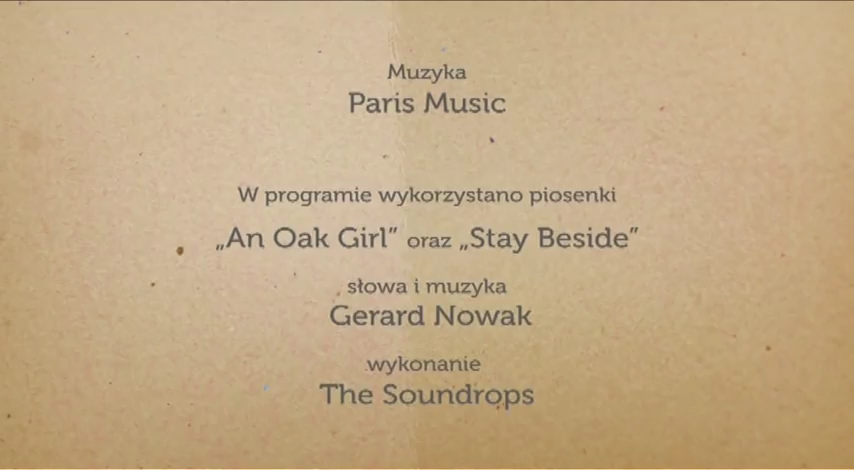 Muzyka
Paris Music
W programie wykorzystano piosenki
„An Oak Girl” oraz „Stay Beside”
słowa i muzyka
Gerard Nowak
wykonanie
The Soundrops